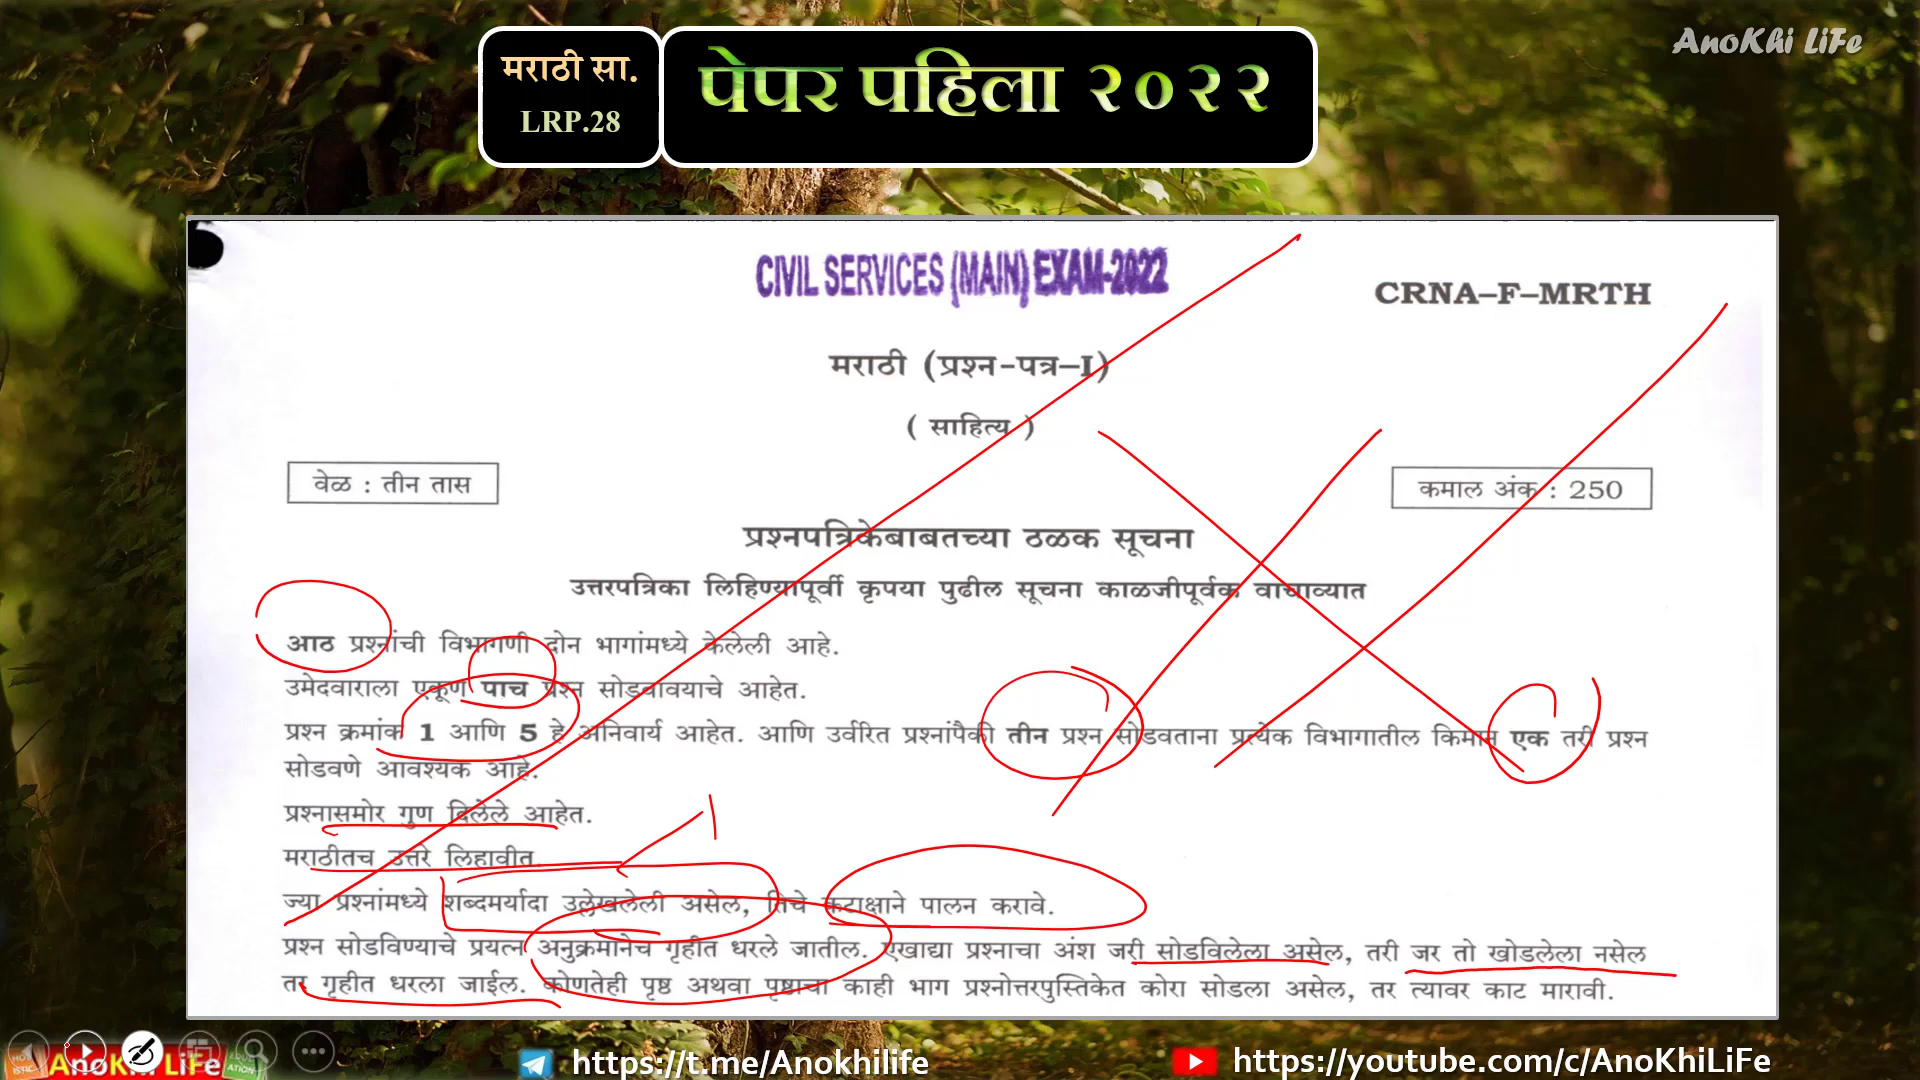 AnoKhi LiFe
मराठी सा.
LRP.28
पेपर पहिला २०२२
CIVIL SERVICES (MAIN) EXAM-2022
CRNA–F–MRTH
मराठी (प्रश्न-पत्र–I)
( साहित्य )
वेळ : तीन तास
कमाल अंक : 250
प्रश्नपत्रिकेबाबतच्या ठळक सूचना
उत्तरपत्रिका लिहिण्यापूर्वी कृपया पुढील सूचना काळजीपूर्वक वाचाव्यात
आठ प्रश्नांची विभागणी दोन भागांमध्ये केलेली आहे.
उमेदवाराला एकूण पाच प्रश्न सोडवावयाचे आहेत.
प्रश्न क्रमांक 1 आणि 5 हे अनिवार्य आहेत. आणि उर्वरित प्रश्नांपैकी तीन प्रश्न सोडवताना प्रत्येक विभागातील किमान एक तरी प्रश्न
सोडवणे आवश्यक आहे.
प्रश्नासमोर गुण दिलेले आहेत.
मराठीतच उत्तरे लिहावीत.
ज्या प्रश्नांमध्ये शब्दमर्यादा उल्लेखलेली असेल, तिचे कटाक्षाने पालन करावे.
प्रश्न सोडविण्याचे प्रयत्न अनुक्रमानेच गृहीत धरले जातील. एखाद्या प्रश्नाचा अंश जरी सोडविलेला असेल, तरी जर तो खोडलेला नसेल
तर गृहीत धरला जाईल. कोणतेही पृष्ठ अथवा पृष्ठाचा काही भाग प्रश्नोत्तरपुस्तिकेत कोरा सोडला असेल, तर त्यावर काट मारावी.
AnoKhi LiFe
https://t.me/Anokhilife
https://youtube.com/c/AnoKhiLiFe